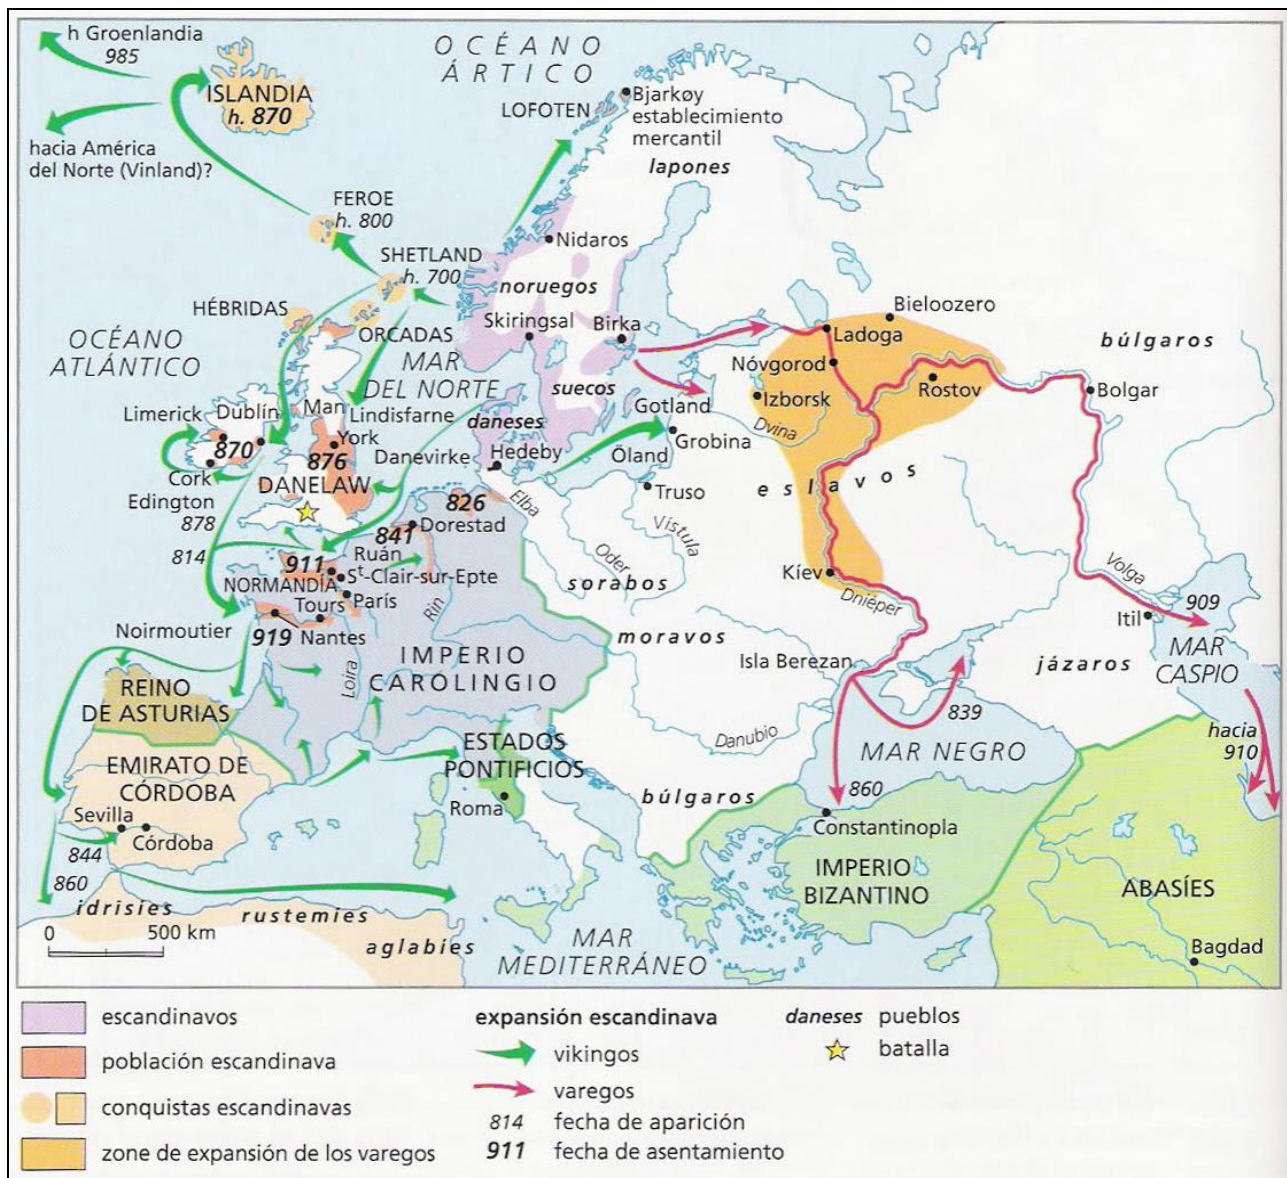 h Groenlandia
985
OCÉANO
ÁRTICO
ISLANDIA
h. 870
LOFOTEN
Bjarkøy
establecimiento
mercantil
lapones
hacia América
del Norte (Vinland)?
FEROE
h. 800
Nidaros
SHETLAND
h. 700
noruegos
HÉBRIDAS
ORCADAS
Skiringsal
Birka
Bieloozero
Ladoga
OCÉANO
ATLÁNTICO
MAR
DEL NORTE
suecos
Nóvgorod
Rostov
búlgaros
Bolgar
Izborsk
Limerick
Dublín
Man
Lindisfarne
daneses
Gotland
Dvina
York
Grobina
870
876
Danevirke
Hedeby
Öland
Cork
DANELAW
eslavos
Edington
878
826
Elba
Truso
Dorestad
841
Vístula
814
Ruán
Oder
911
St-Clair-sur-Epte
sorabos
Kíev
NORMANDÍA
París
Rin
Dniéper
Volga
909
Tours
Itil
Noirmoutier
919
Nantes
moravos
MAR
CASPIO
IMPERIO
CAROLINGIO
Loira
Isla Berezan
jázaros
REINO
DE ASTURIAS
839
hacia
910
Danubio
ESTADOS
PONTIFICIOS
MAR NEGRO
EMIRATO DE
CÓRDOBA
búlgaros
860
Roma
Sevilla
Córdoba
Constantinopla
844
860
IMPERIO
BIZANTINO
ABASÍES
idrisíes
rustemíes
aglabíes
0 500 km
MAR
MEDITERRÁNEO
Bagdad
escandinavos
población escandinava
conquistas escandinavas
zone de expansión de los varegos
expansión escandinava
vikingos
varegos
814 fecha de aparición
911 fecha de asentamiento
daneses pueblos
batalla